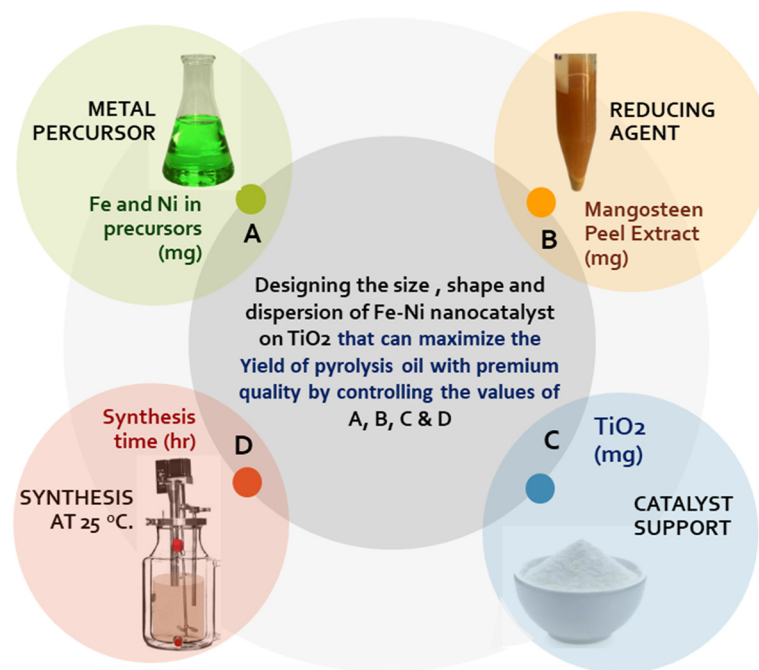 METAL
PERCURSOR
Fe and Ni in
precursors
(mg)
A
REDUCING
AGENT
Mangosteen
Peel Extract
(mg)
B
Designing the size , shape and
dispersion of Fe-Ni nanocatalyst
on TiO2 that can maximize the
Yield of pyrolysis oil with premium
quality by controlling the values of
A, B, C & D
Synthesis
time (hr)
D
SYNTHESIS
AT 25 ºC.
C
TiO2
(mg)
CATALYST
SUPPORT